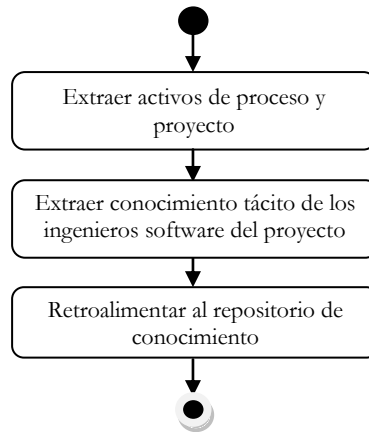 Extraer activos de proceso y
proyecto
Extraer conocimiento tácito de los
ingenieros software del proyecto
Retroalimentar al repositorio de
conocimiento